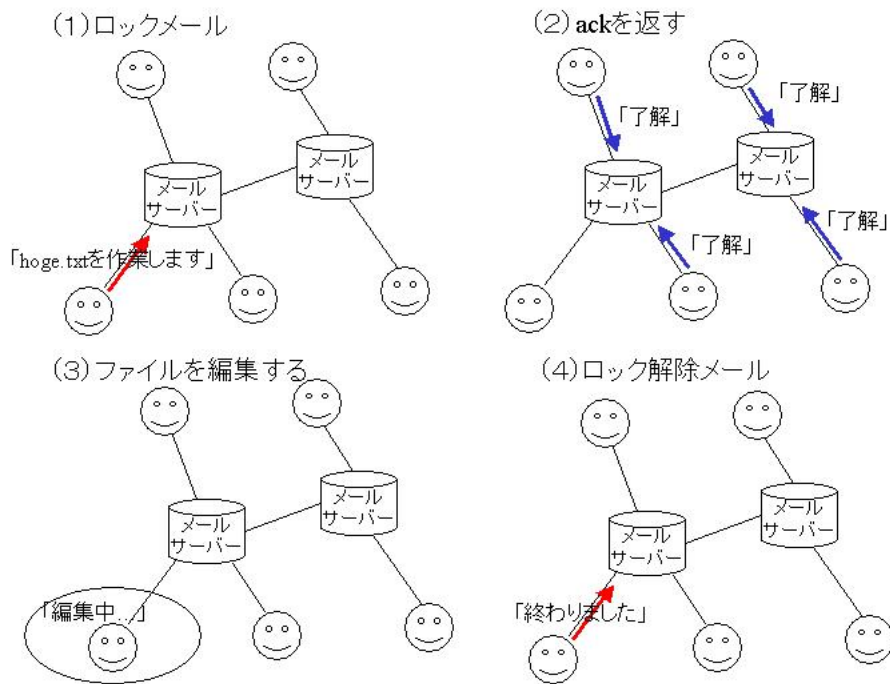 (1)ロックメール
メール
サーバー
メール
サーバー
「hoge.txtを作業します」
(2)ackを返す
「了解」
「了解」
メール
サーバー
メール
サーバー
「了解」
「了解」
(3)ファイルを編集する
メール
サーバー
メール
サーバー
「編集中...」
(4)ロック解除メール
メール
サーバー
メール
サーバー
「終わりました」